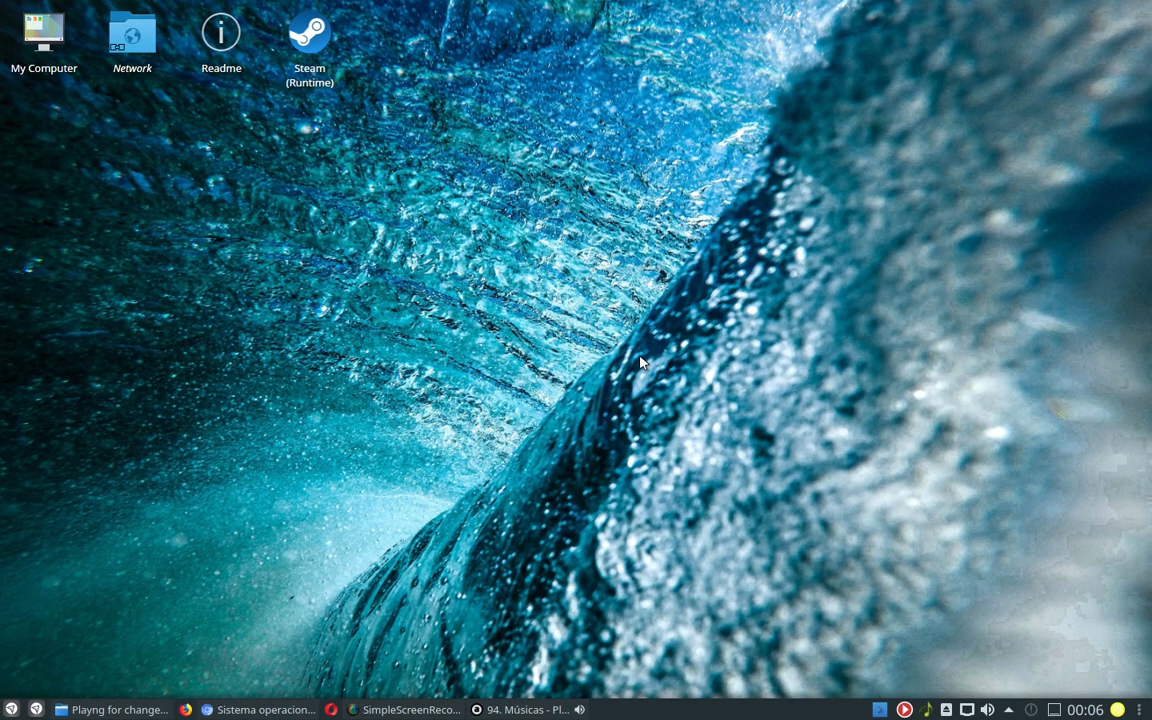 My Computer
Network
Readme
Steam
(Runtime)
Playng for change...
Sistema operacion...
SimpleScreenReco...
94. Músicas - Pl...
00:06